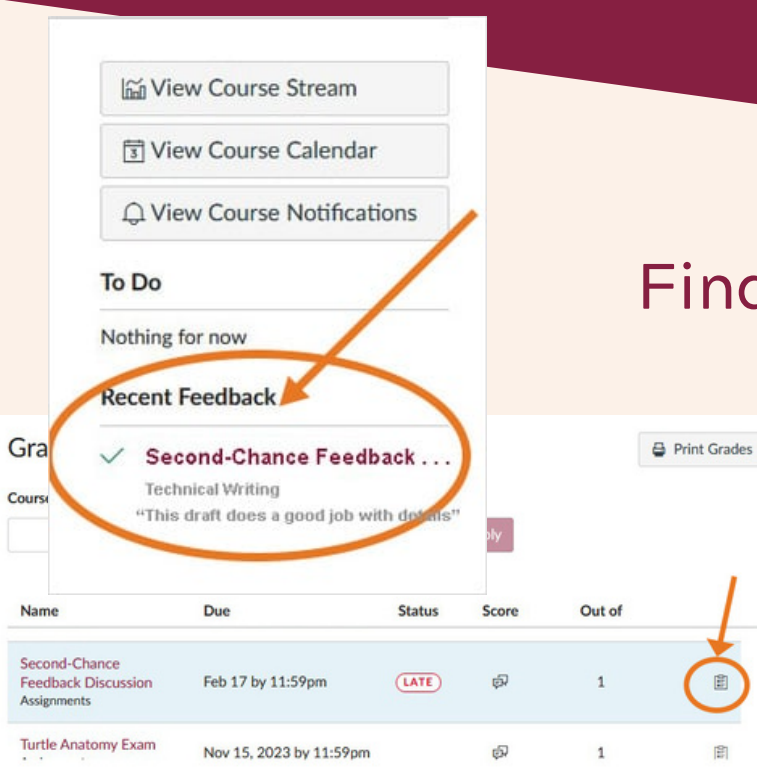 View Course Stream
View Course Calendar
View Course Notifications
To Do
Nothing for now
Recent Feedback
Second-Chance Feedback ...
Technical Writing
“This draft does a good job with details”
Print Grades
Name Due Status Score Out of
Second-Chance
Feedback Discussion
Assignments
Feb 17 by 11:59pm LATE 1
Turtle Anatomy Exam
Nov 15, 2023 by 11:59pm 1